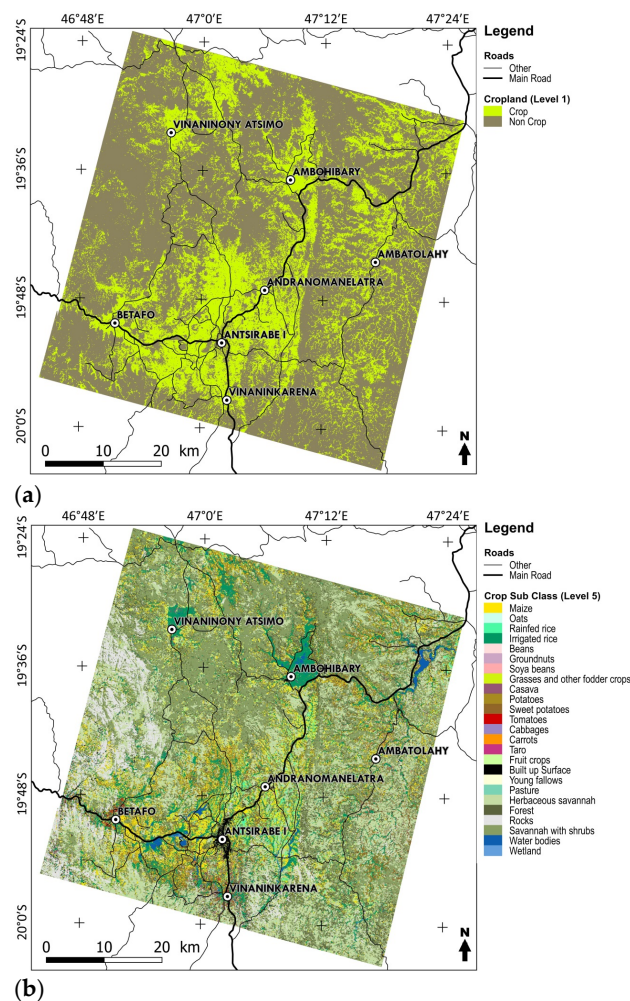 46°48'E 47°0'E 47°12'E 47°24'E
19°24'S
19°36'S
19°48'S
20°0'S
VINANINONY ATSIMO
AMBOHIBARY
AMBATOLAHY
ANDRANOMANELATRA
BETAFO
ANTSIRABE I
VINANINKARENA
0 10 20 km
N
Legend
Roads
Other
Main Road
Cropland (Level 1)
Crop
Non Crop
(a)
46°48'E 47°0'E 47°12'E 47°24'E
19°24'S
19°36'S
19°48'S
20°0'S
VINANINONY ATSIMO
AMBOHIBARY
AMBATOLAHY
ANDRANOMANELATRA
BETAFO
ANTSIRABE I
VINANINKARENA
0 10 20 km
N
Legend
Roads
Other
Main Road
Crop Sub Class (Level 5)
Maize
Oats
Rainfed rice
Irrigated rice
Beans
Groundnuts
Soya beans
Grasses and other fodder crops
Casava
Potatoes
Sweet potatoes
Tomatoes
Cabbages
Carrots
Taro
Fruit crops
Built up Surface
Young fallows
Pasture
Herbaceous savannah
Forest
Rocks
Savannah with shrubs
Water bodies
Wetland
(b)